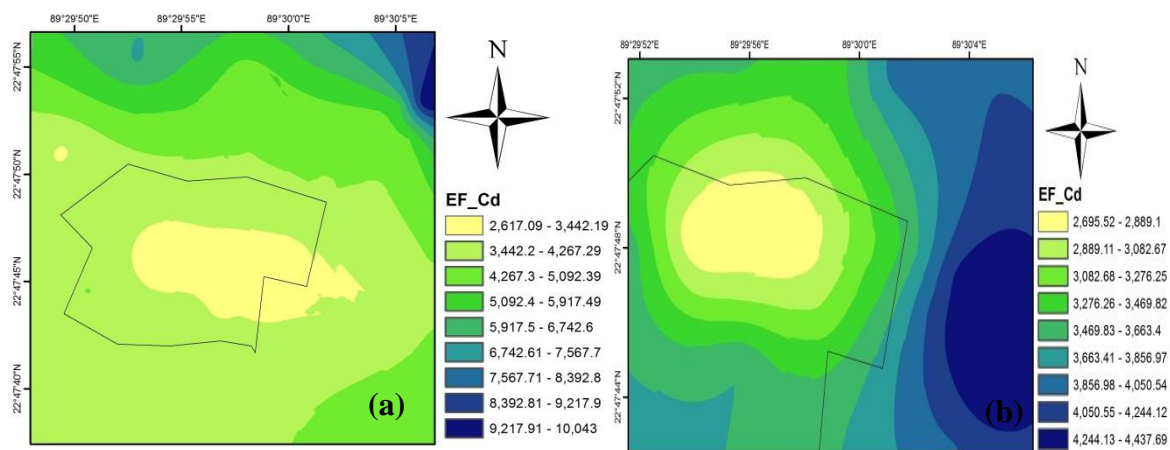 89°29'50"E 89°29'55"E 89°30'0"E 89°30'5"E
22°47'55"N
22°47'50"N
22°47'45"N
22°47'40"N
N
EF_Cd
2,617.09 - 3,442.19
3,442.2 - 4,267.29
4,267.3 - 5,092.39
5,092.4 - 5,917.49
5,917.5 - 6,742.6
6,742.61 - 7,567.7
7,567.71 - 8,392.8
8,392.81 - 9,217.9
9,217.91 - 10,043
(a)
89°29'52"E 89°29'56"E 89°30'0"E 89°30'4"E
22°47'52"N
22°47'48"N
22°47'44"N
N
EF_Cd
2,695.52 - 2,889.1
2,889.11 - 3,082.67
3,082.68 - 3,276.25
3,276.26 - 3,469.82
3,469.83 - 3,663.4
3,663.41 - 3,856.97
3,856.98 - 4,050.54
4,050.55 - 4,244.12
4,244.13 - 4,437.69
(b)